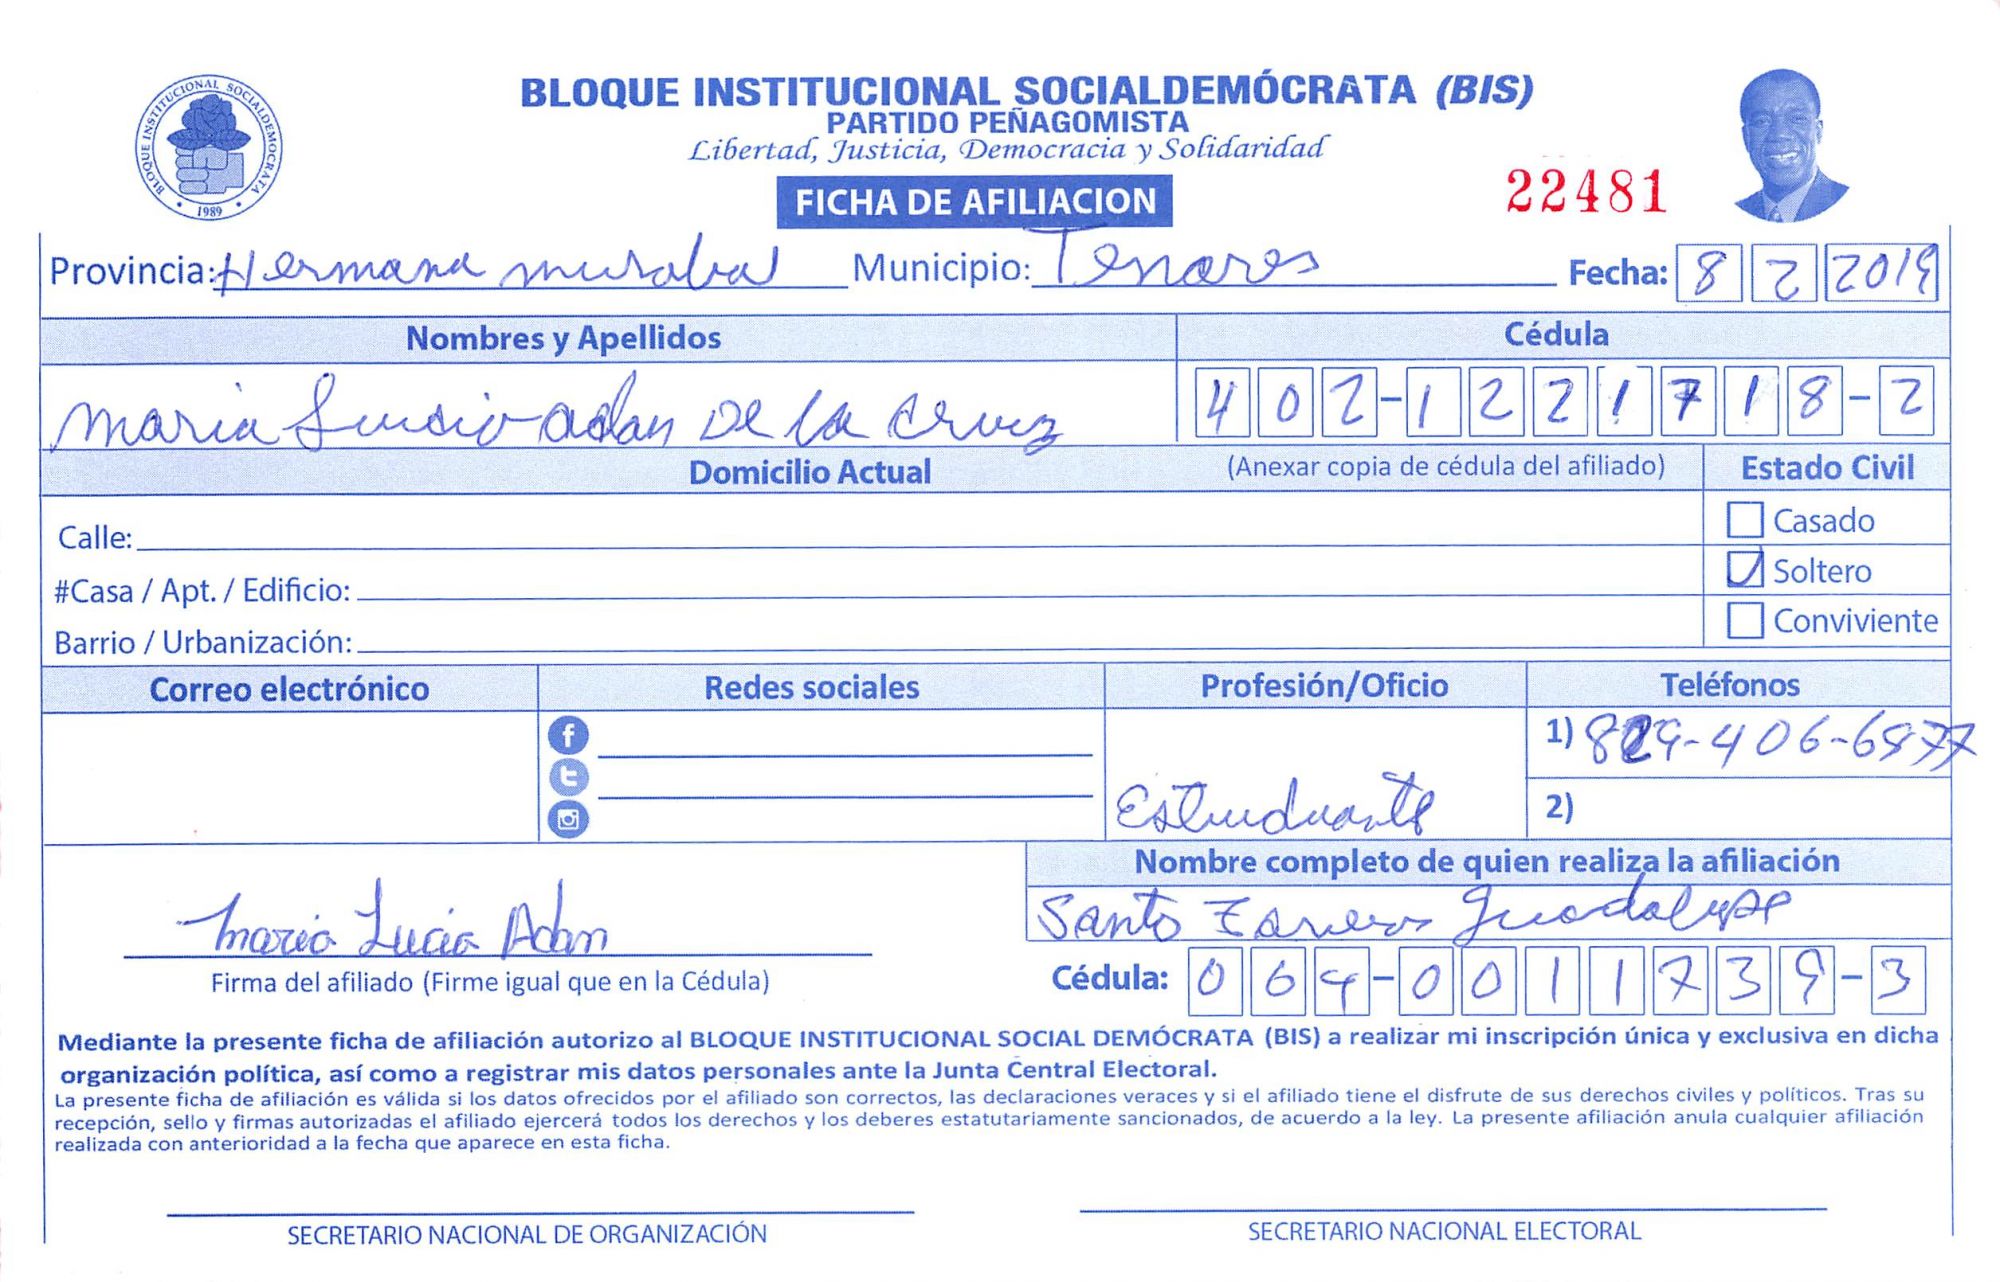 BLOQUE INSTITUCIONAL SOCIALDEMÓCRATA (BIS)
PARTIDO PEÑAGOMISTA
Libertad, Justicia, Democracia y Solidaridad
BLOQUE INSTITUCIONAL SOCIALDEMOCRATA
• 1989 •
FICHA DE AFILIACION
22481
Provincia: Hermana murabal Municipio: Tenares Fecha: 8 2 2019
Nombres y Apellidos Cédula
Maria adan De la cruz 402-1221718-2
Domicilio Actual (Anexar copia de cédula del afiliado) Estado Civil
Casado
Calle:
Soltero
#Casa / Apt. / Edificio:
Conviviente
Barrio / Urbanización:
Correo electrónico Redes sociales Profesión/Oficio Teléfonos
1) 829-406-6977
Estuduante
2)
Nombre completo de quien realiza la afiliación
Santo Guadalupe
Maria Lucia Adan
Firma del afiliado (Firme igual que en la Cédula)
Cédula: 064-0011739-3
Mediante la presente ficha de afiliación autorizo al BLOQUE INSTITUCIONAL SOCIAL DEMÓCRATA (BIS) a realizar mi inscripción única y exclusiva en dicha
organización política, así como a registrar mis datos personales ante la Junta Central Electoral.
La presente ficha de afiliación es válida si los datos ofrecidos por el afiliado son correctos, las declaraciones veraces y si el afiliado tiene el disfrute de sus derechos civiles y políticos. Tras su
recepción, sello y firmas autorizadas el afiliado ejercerá todos los derechos y los deberes estatutariamente sancionados, de acuerdo a la ley. La presente afiliación anula cualquier afiliación
realizada con anterioridad a la fecha que aparece en esta ficha.
SECRETARIO NACIONAL DE ORGANIZACIÓN SECRETARIO NACIONAL ELECTORAL